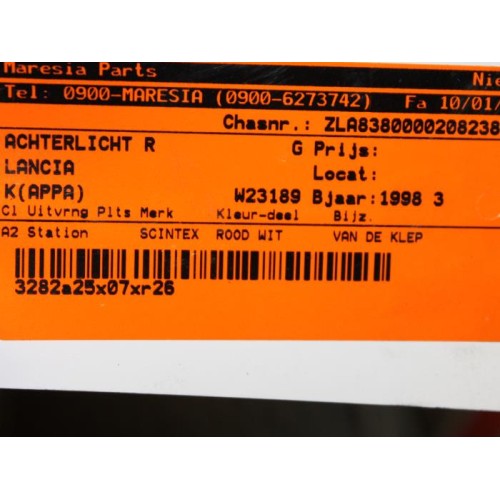 Maresia Parts Nie
Tel: 0900-MARESIA (0900-6273742) Fa 10/01/
Chasnr.: ZLA8380000208238
ACHTERLICHT R G Prijs:
LANCIA Locat:
K(APPA) W23189 Bjaar:1998 3
Cl Uitvrng Plts Merk Kleur-deel Bijz.
A2 Station SCINTEX ROOD WIT VAN DE KLEP
3282a25x07xr26